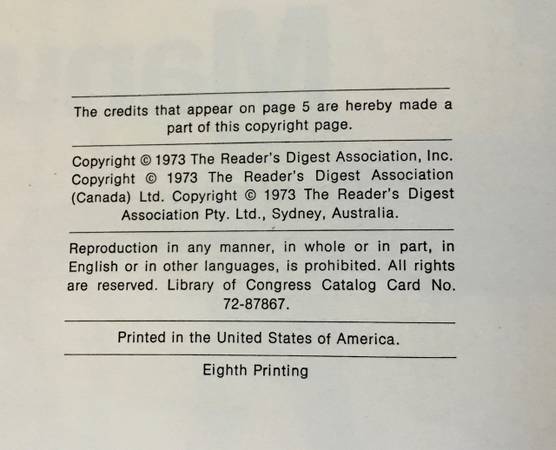 The credits that appear on page 5 are hereby made a
part of this copyright page.
Copyright © 1973 The Reader's Digest Association, Inc.
Copyright © 1973 The Reader's Digest Association
(Canada) Ltd. Copyright © 1973 The Reader's Digest
Association Pty. Ltd., Sydney, Australia.
Reproduction in any manner, in whole or in part, in
English or in other languages, is prohibited. All rights
are reserved. Library of Congress Catalog Card No.
72-87867.
Printed in the United States of America.
Eighth Printing